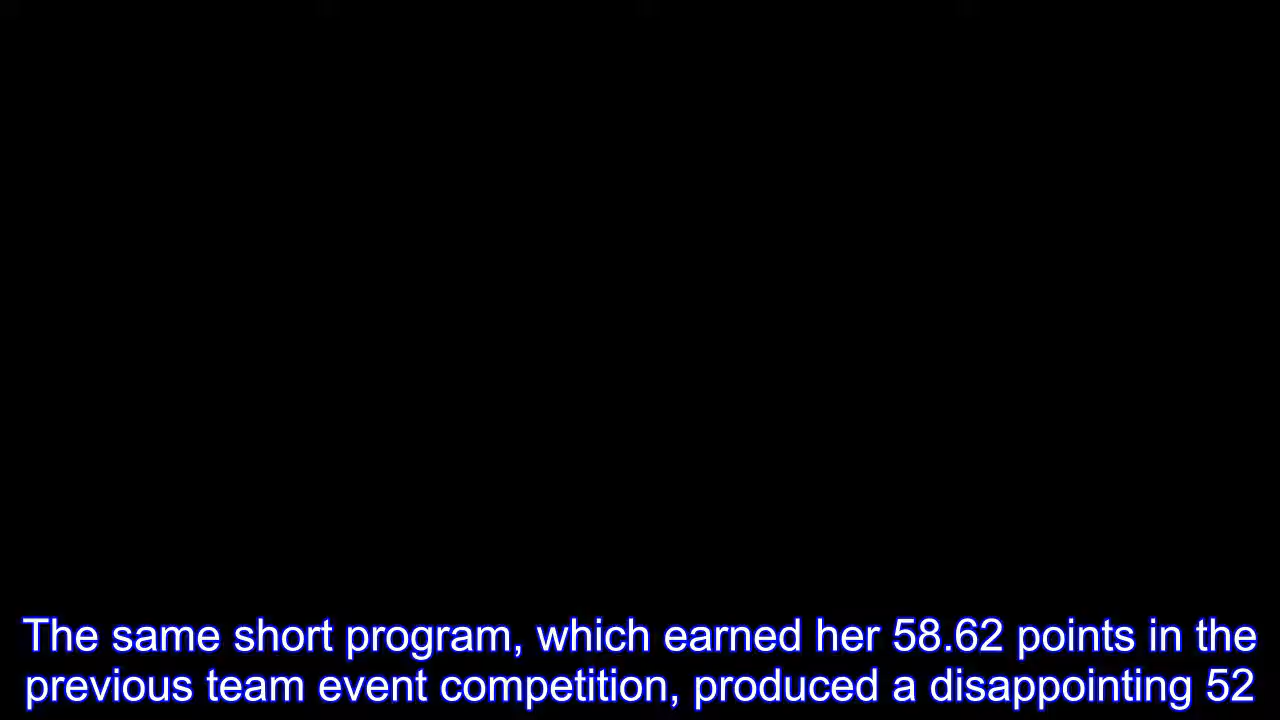 The same short program, which earned her 58.62 points in the
previous team event competition, produced a disappointing 52